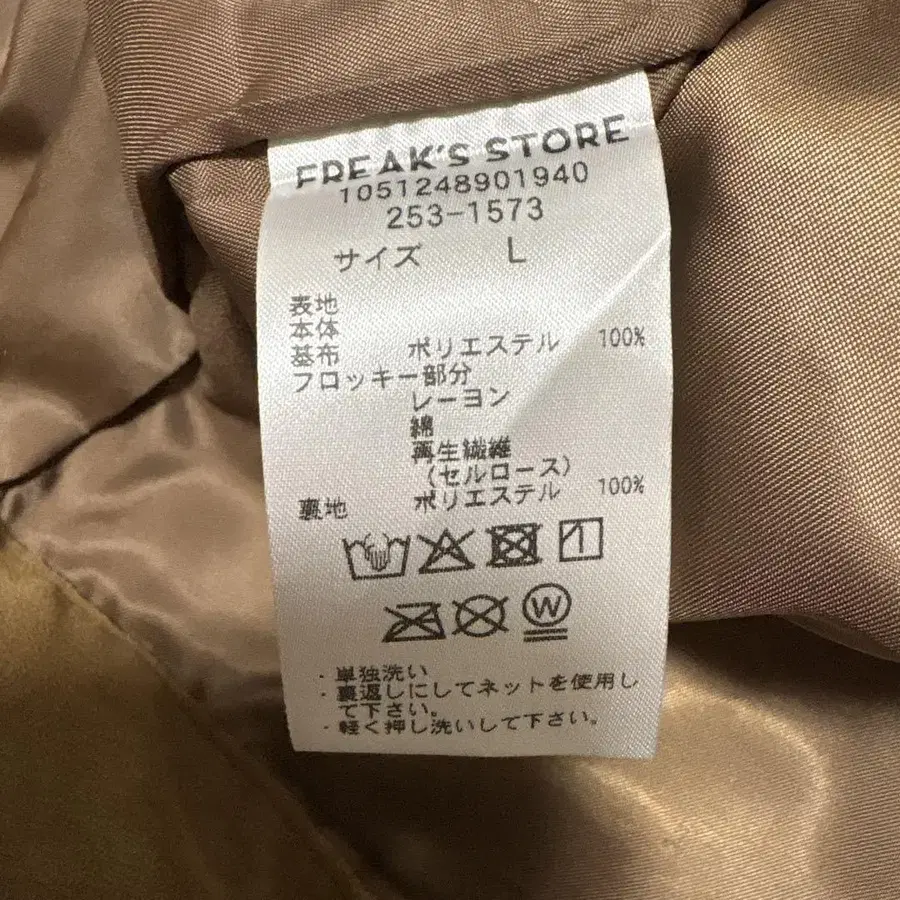 FREAK'S STORE
1051248901940
253-1573
サイズ L
表地
本体
基布 ポリエステル 100%
フロッキー部分
レーヨン
綿
再生繊維
(セルロース)
裏地 ポリエステル 100%
W
・単独洗い
・裏返しにしてネットを使用し
て下さい。
・軽く押し洗いして下さい。